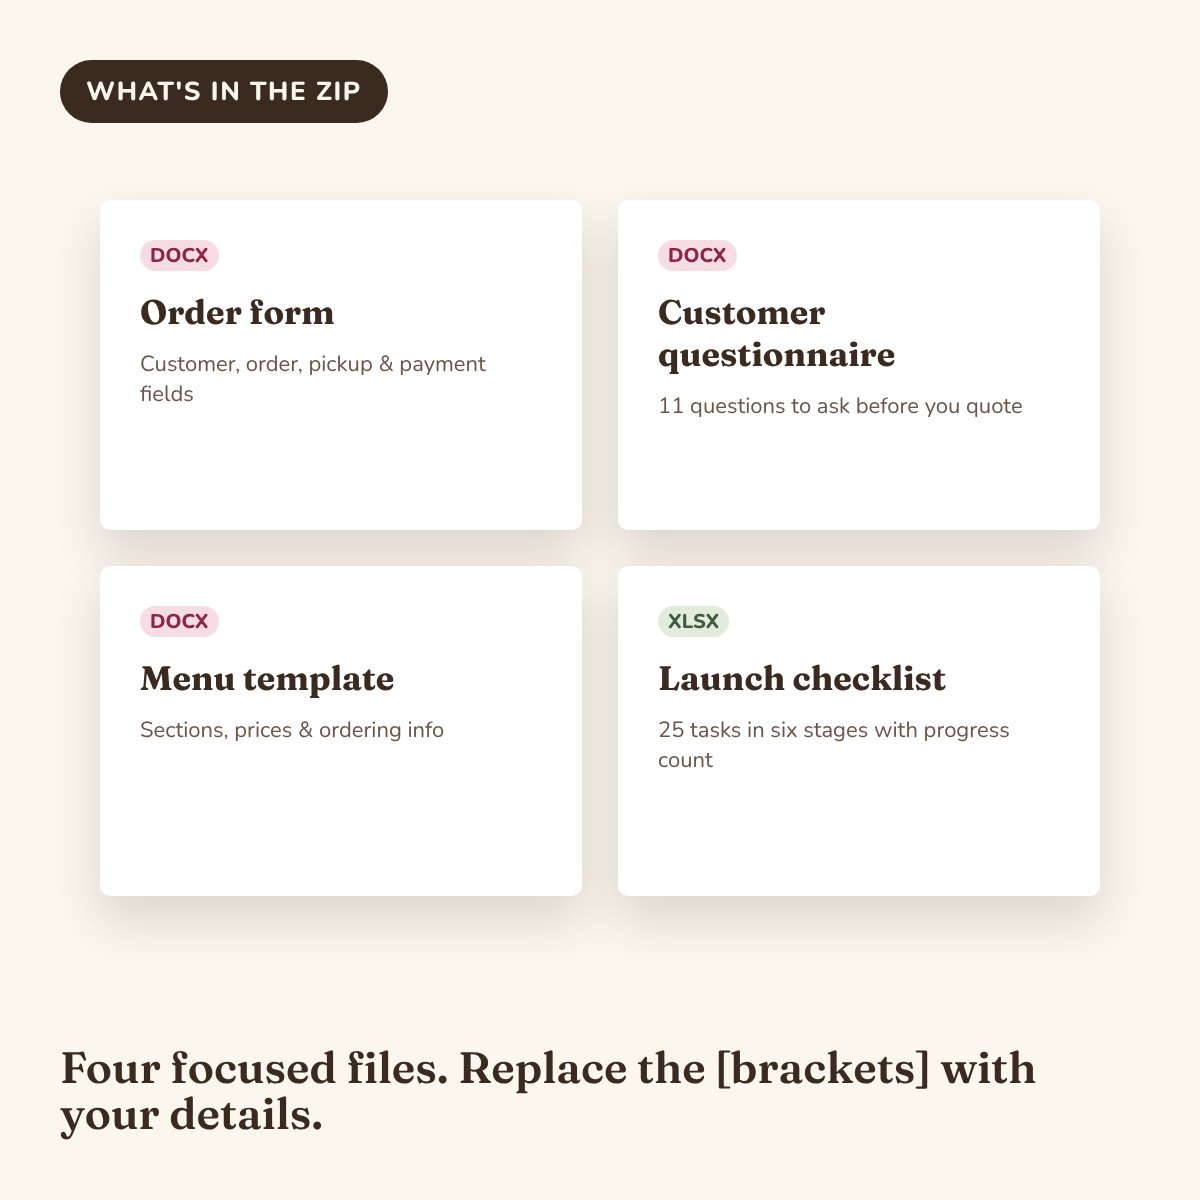 WHAT'S IN THE ZIP
DOCX
Order form
Customer, order, pickup & payment
fields
DOCX
Customer
questionnaire
11 questions to ask before you quote
DOCX
Menu template
Sections, prices & ordering info
XLSX
Launch checklist
25 tasks in six stages with progress
count
Four focused files. Replace the [brackets] with
your details.